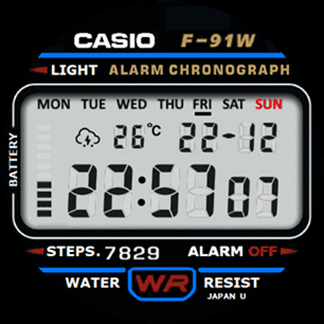 CASIO F-91W
LIGHT ALARM CHRONOGRAPH
MON TUE WED THU FRI SAT SUN
26°C 22-12
BATTERY
22:57 07
STEPS. 7829 ALARM OFF
WATER WR RESIST
JAPAN U